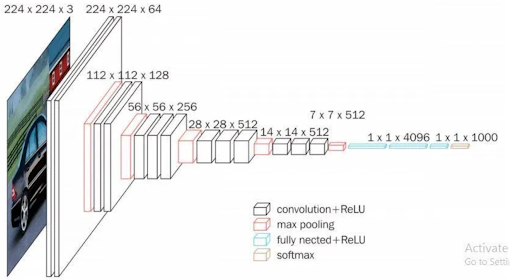 224 x 224 x 3
224 x 224 x 64
112 x 112 x 128
56 x 56 x 256
28 x 28 x 512
14 x 14 x 512
7 x 7 x 512
1 x 1 x 4096
1 x 1 x 1000
convolution+ReLU
max pooling
fully nected+ReLU
softmax
Activate
Go to Setti